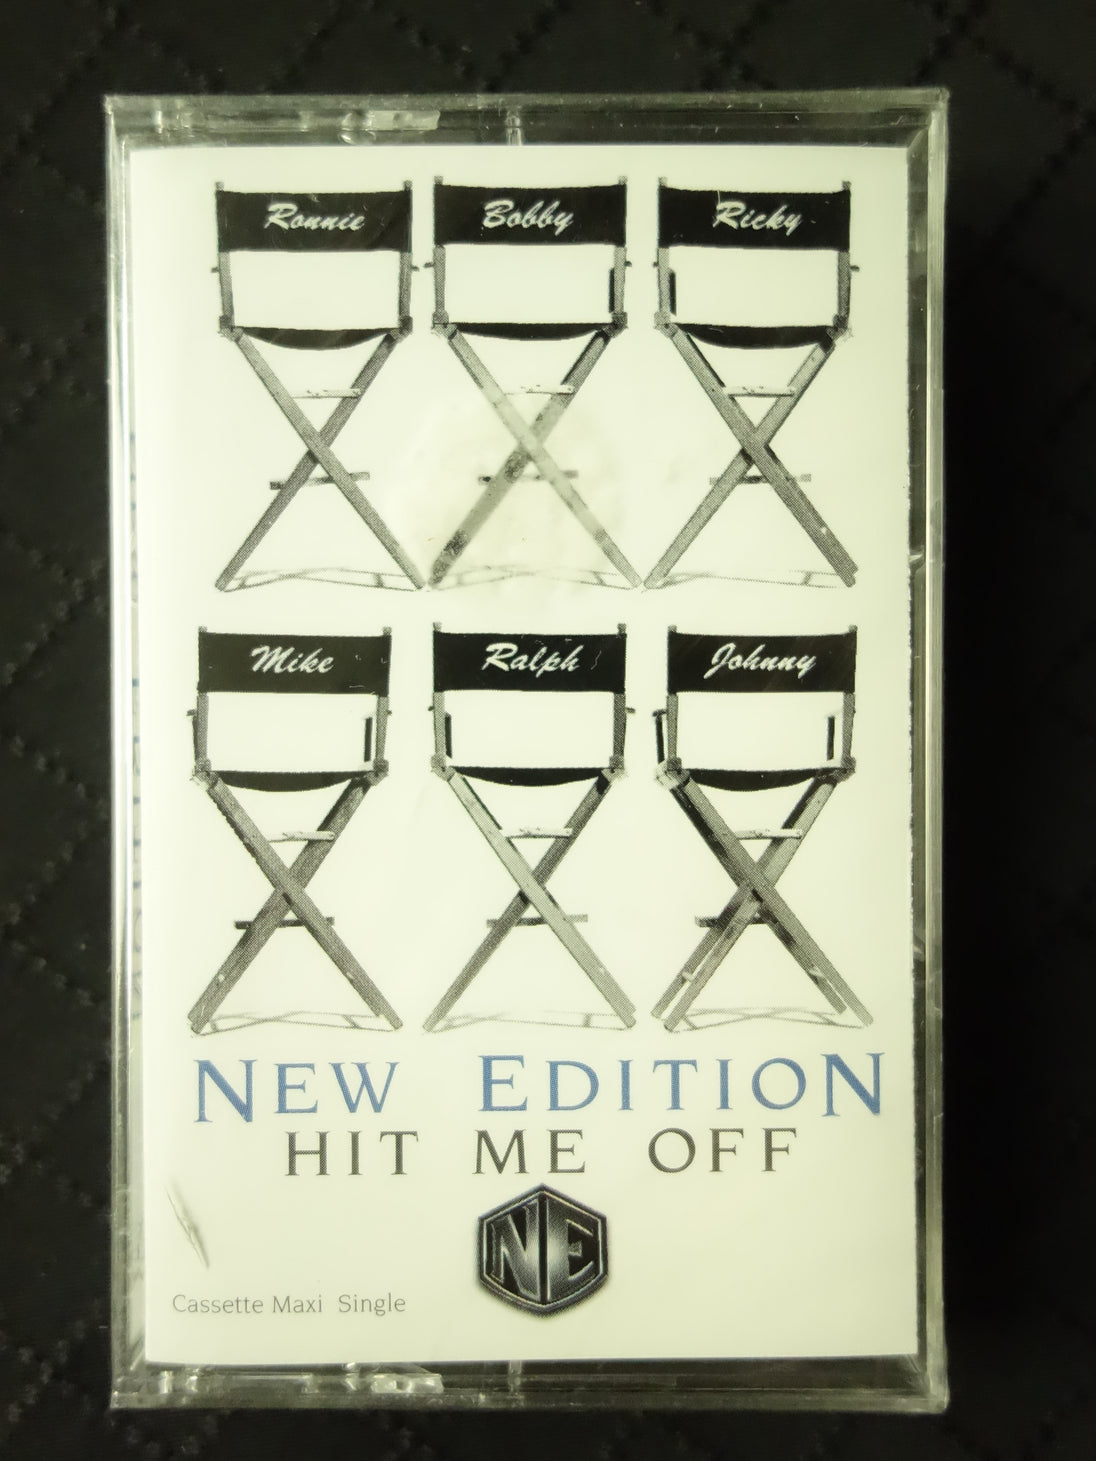 Ronnie
Bobby
Ricky
Mike
Ralph
Johnny
NEW EDITION
HIT ME OFF
NE
Cassette Maxi Single